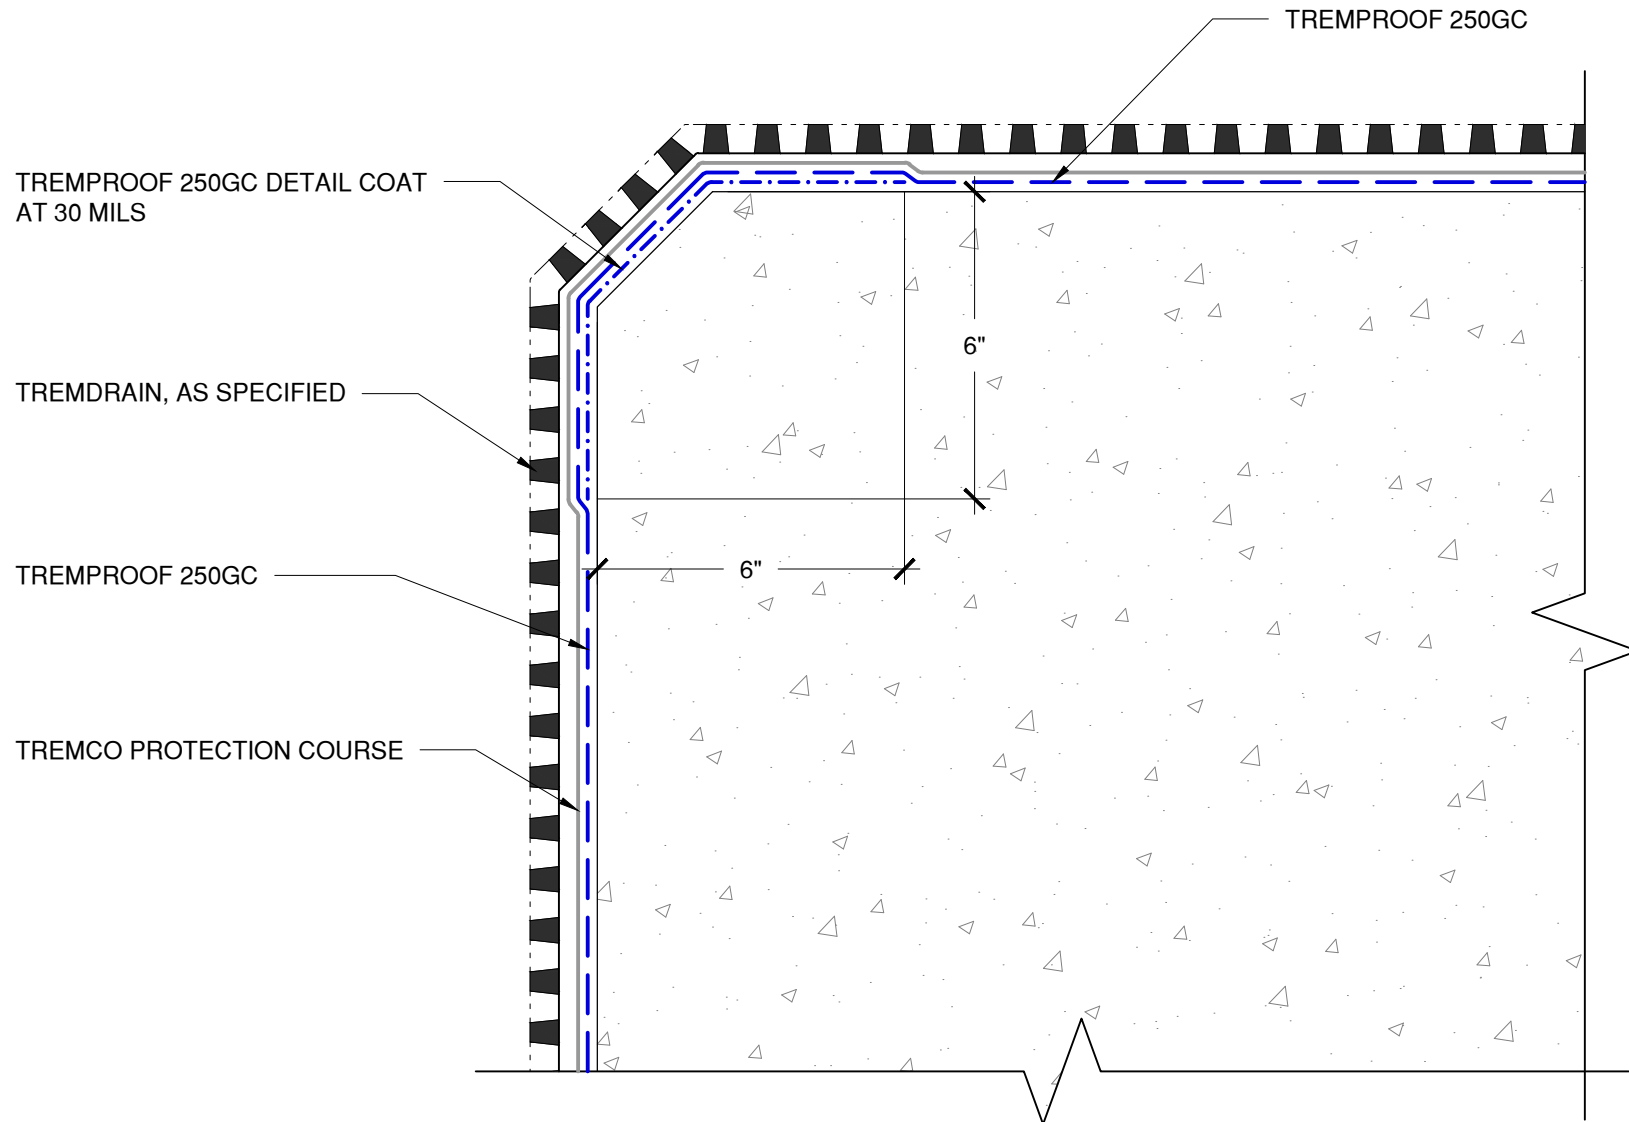 TREMPROOF 250GC
TREMPROOF 250GC DETAIL COAT
AT 30 MILS
6"
TREMDRAIN, AS SPECIFIED
6"
TREMPROOF 250GC
TREMCO PROTECTION COURSE